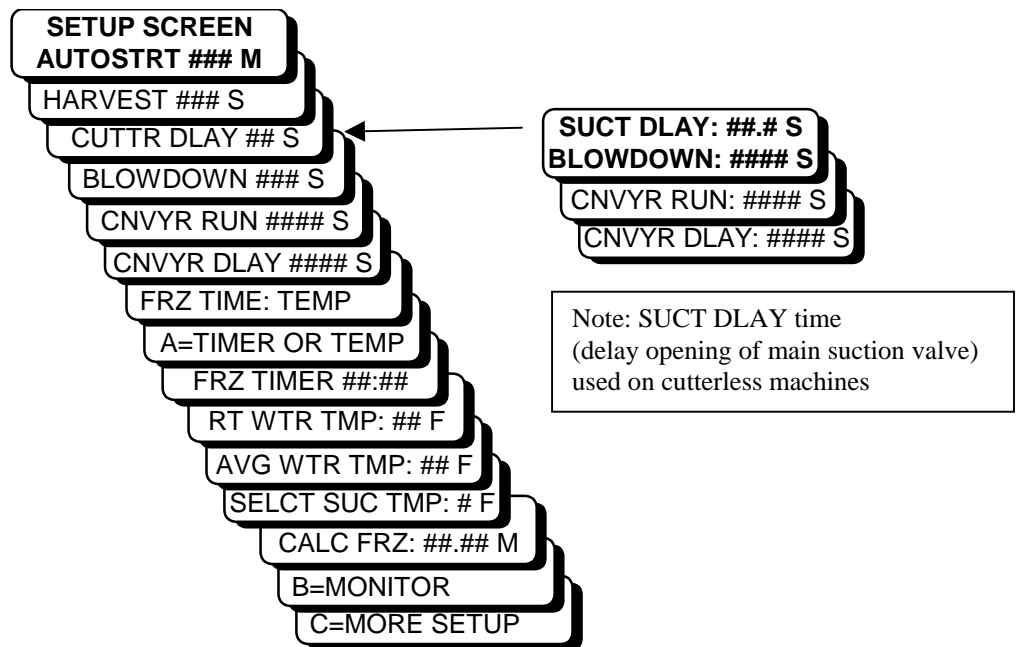 SETUP SCREEN
AUTOSTRT ### M
HARVEST ### S
CUTTR DLAY ## S
BLOWDOWN ### S
CNVYR RUN #### S
CNVYR DLAY #### S
FRZ TIME: TEMP
A=TIMER OR TEMP
FRZ TIMER ##:##
RT WTR TMP: ## F
AVG WTR TMP: ## F
SELCT SUC TMP: # F
CALC FRZ: ##.## M
B=MONITOR
C=MORE SETUP
SUCT DLAY: ##.# S
BLOWDOWN: #### S
CNVYR RUN: #### S
CNVYR DLAY: #### S
Note: SUCT DLAY time
(delay opening of main suction valve)
used on cutterless machines